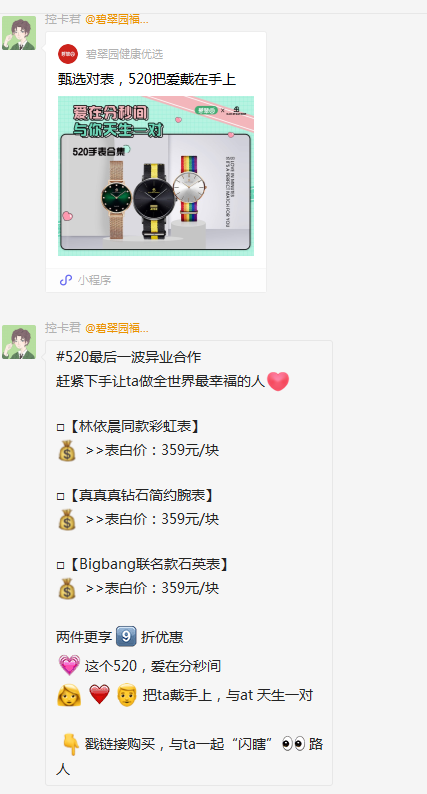 控卡君 @碧翠园福...
碧翠园健康优选
甄选对表，520把爱戴在手上
爱在分秒间
与你天生一对
520手表合集
小程序
控卡君 @碧翠园福...
#520最后一波异业合作
赶紧下手让ta做全世界最幸福的人❤
□【林依晨同款彩虹表】
💰 >>表白价：359元/块
□【真真真钻石简约腕表】
💰 >>表白价：359元/块
□【Bigbang联名款石英表】
💰 >>表白价：359元/块
两件更享 9️⃣ 折优惠
💗 这个520，爱在分秒间
👩 ❤️ 👨 把ta戴手上，与at 天生一对
👇 戳链接购买，与ta一起“闪瞎”👀 路
人